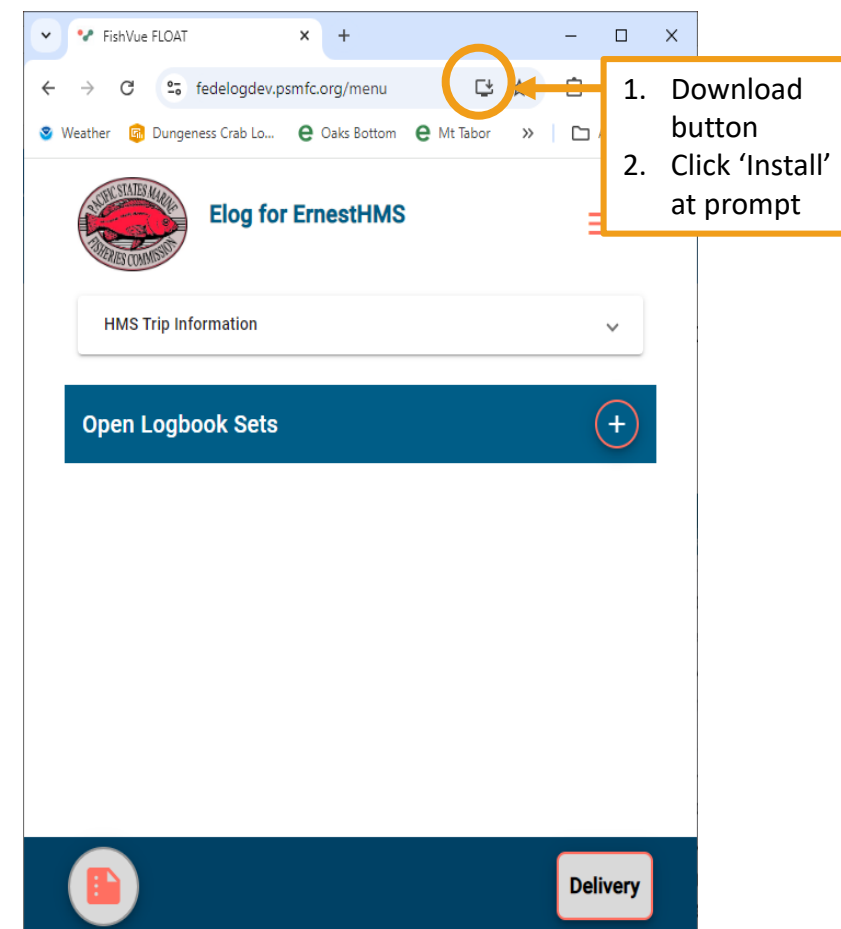 FishVue FLOAT
fedelogdev.psmfc.org/menu
Weather
Dungeness Crab Lo...
Oaks Bottom
Mt Tabor
»
1. Download
button
2. Click ‘Install’
at prompt
PACIFIC STATES MARINE
FISHERIES COMMISSION
Elog for ErnestHMS
HMS Trip Information
Open Logbook Sets
+
Delivery